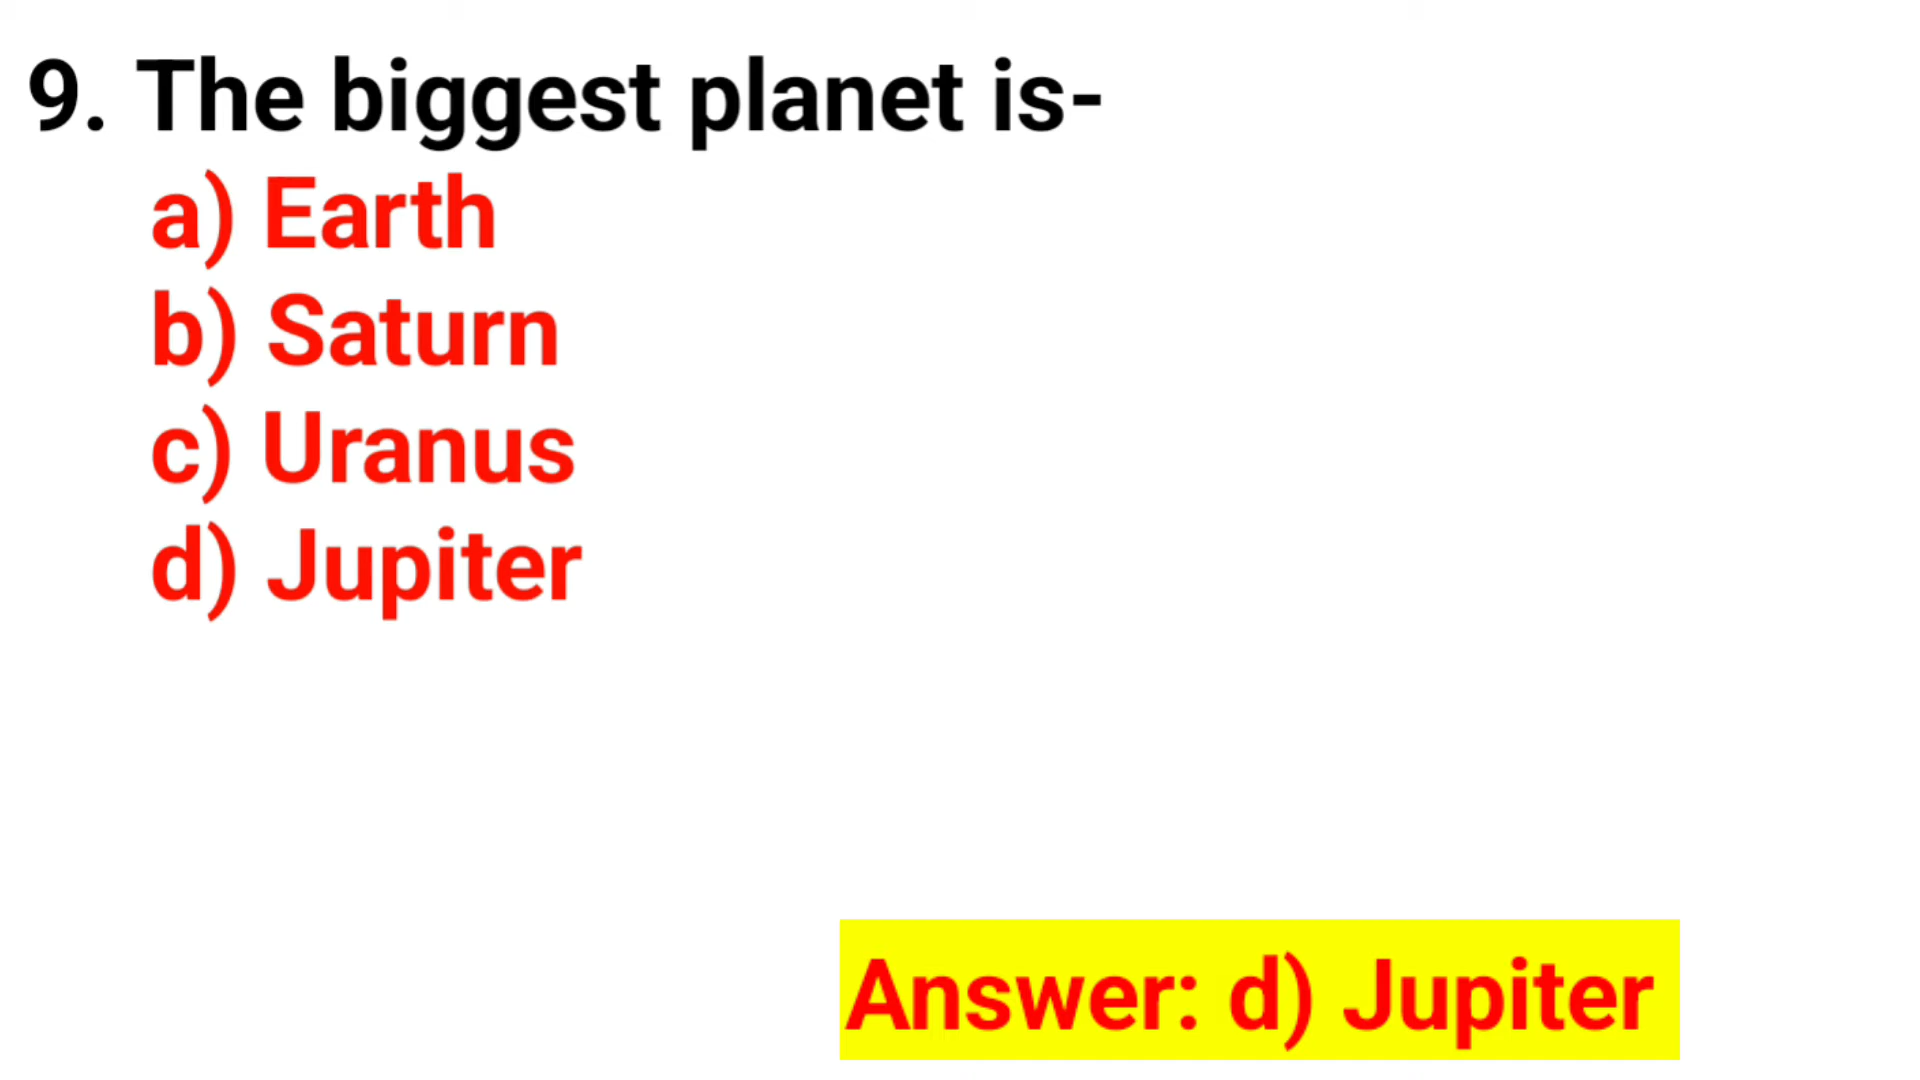 9. The biggest planet is-
a) Earth
b) Saturn
c) Uranus
d) Jupiter
Answer: d) Jupiter